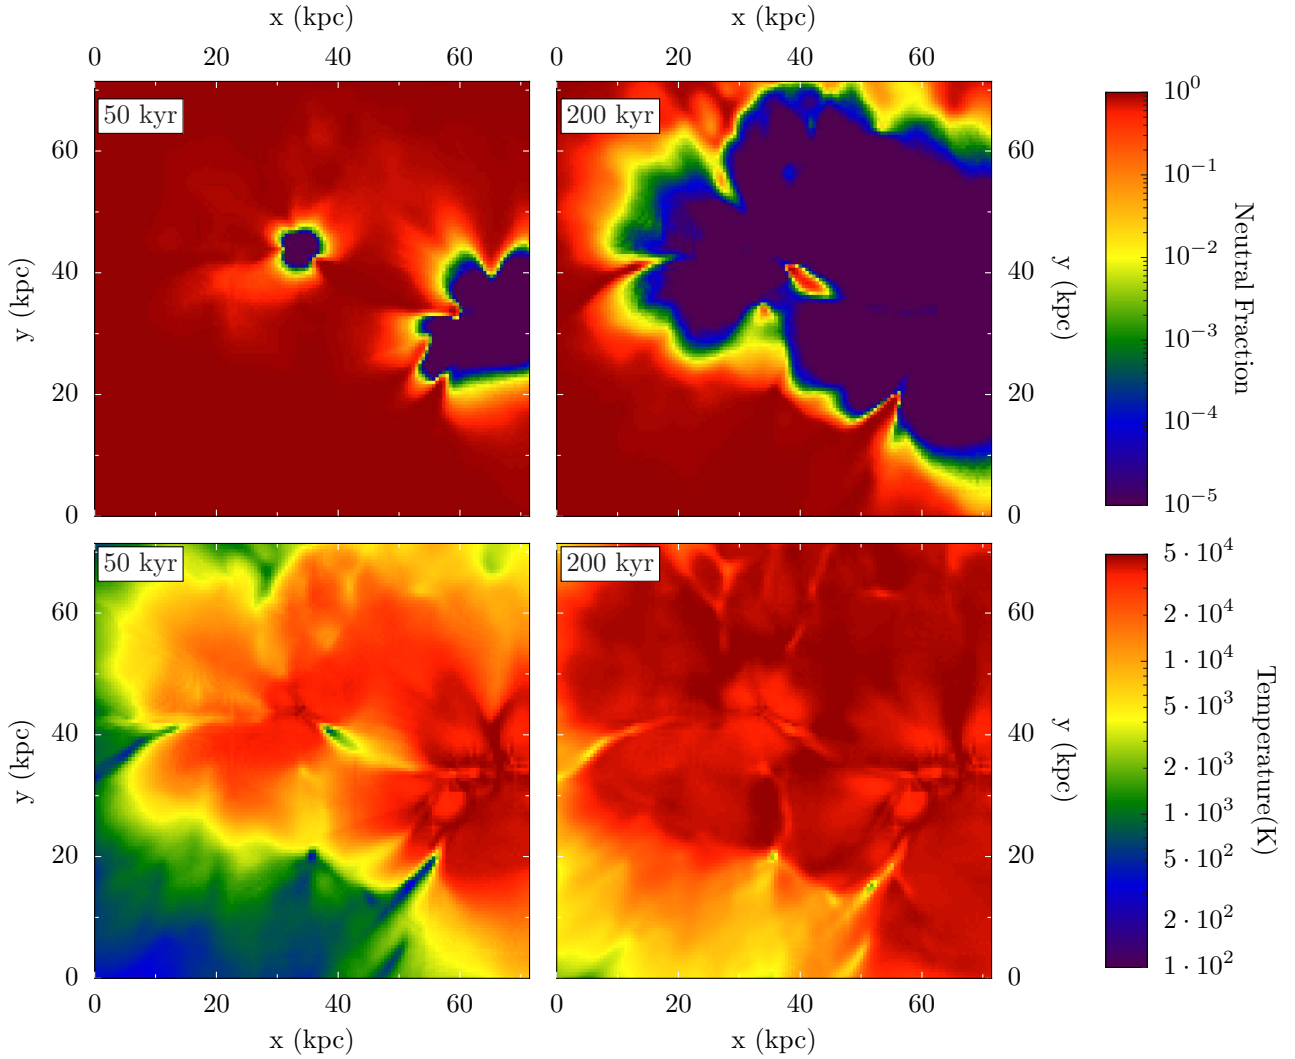 x (kpc) x (kpc)
0 20 40 60 0 20 40 60
50 kyr 200 kyr
60 60
40 40
20 20
0 0
y (kpc) y (kpc)
10^0
10^-1
10^-2
10^-3
10^-4
10^-5
Neutral Fraction
50 kyr 200 kyr
60 60
40 40
20 20
0 0
y (kpc) y (kpc)
5 · 10^4
2 · 10^4
1 · 10^4
5 · 10^3
2 · 10^3
1 · 10^3
5 · 10^2
2 · 10^2
1 · 10^2
Temperature(K)
0 20 40 60 0 20 40 60
x (kpc) x (kpc)